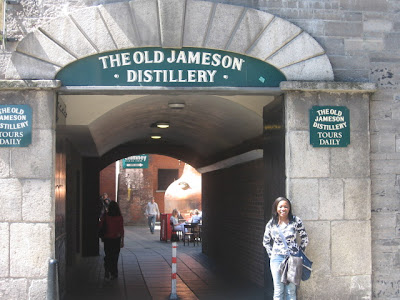 THE OLD JAMESON
· DISTILLERY ·
THE OLD
JAMESON
DISTILLERY
TOURS
DAILY
THE OLD
JAMESON
DISTILLERY
TOURS
DAILY